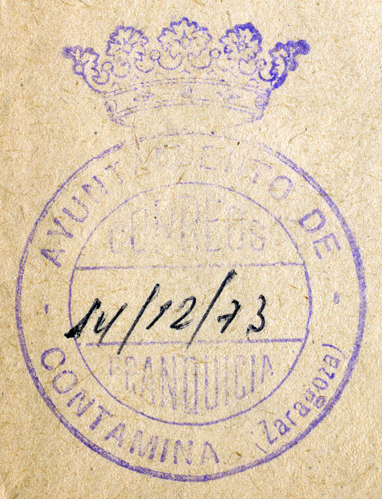 AYUNTAMIENTO DE
CORREOS
14/12/73
FRANQUICIA
CONTAMINA (Zaragoza)